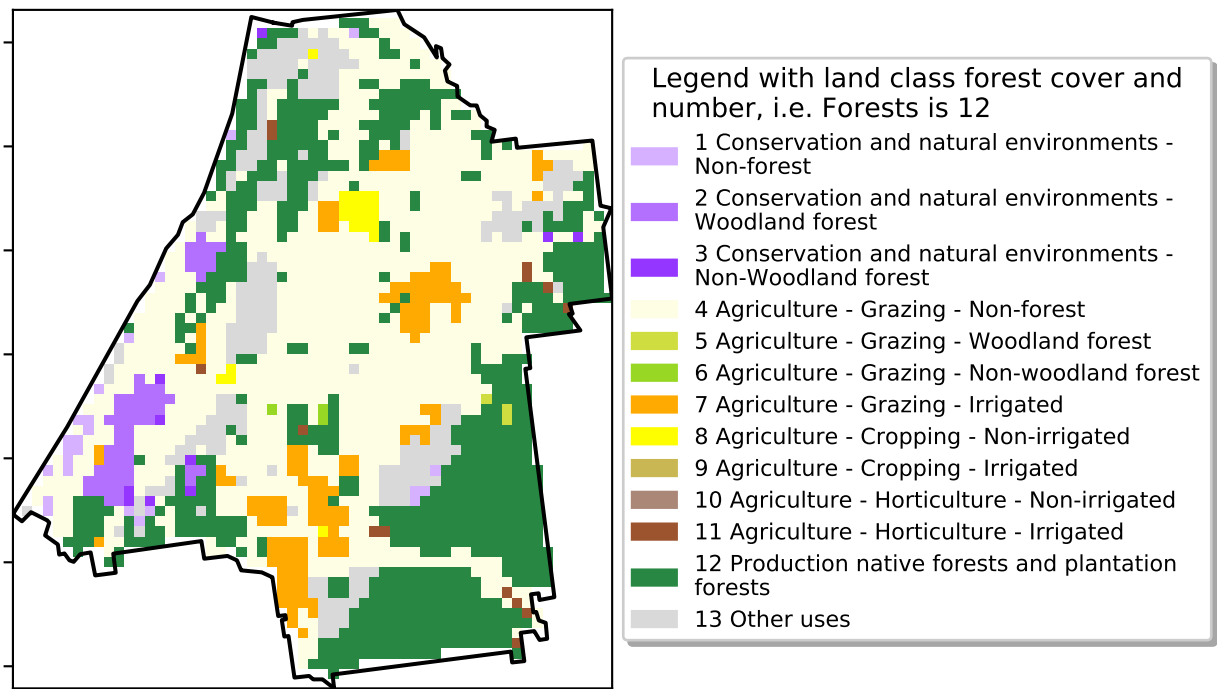 Legend with land class forest cover and
number, i.e. Forests is 12
1 Conservation and natural environments -
Non-forest
2 Conservation and natural environments -
Woodland forest
3 Conservation and natural environments -
Non-Woodland forest
4 Agriculture - Grazing - Non-forest
5 Agriculture - Grazing - Woodland forest
6 Agriculture - Grazing - Non-woodland forest
7 Agriculture - Grazing - Irrigated
8 Agriculture - Cropping - Non-irrigated
9 Agriculture - Cropping - Irrigated
10 Agriculture - Horticulture - Non-irrigated
11 Agriculture - Horticulture - Irrigated
12 Production native forests and plantation
forests
13 Other uses